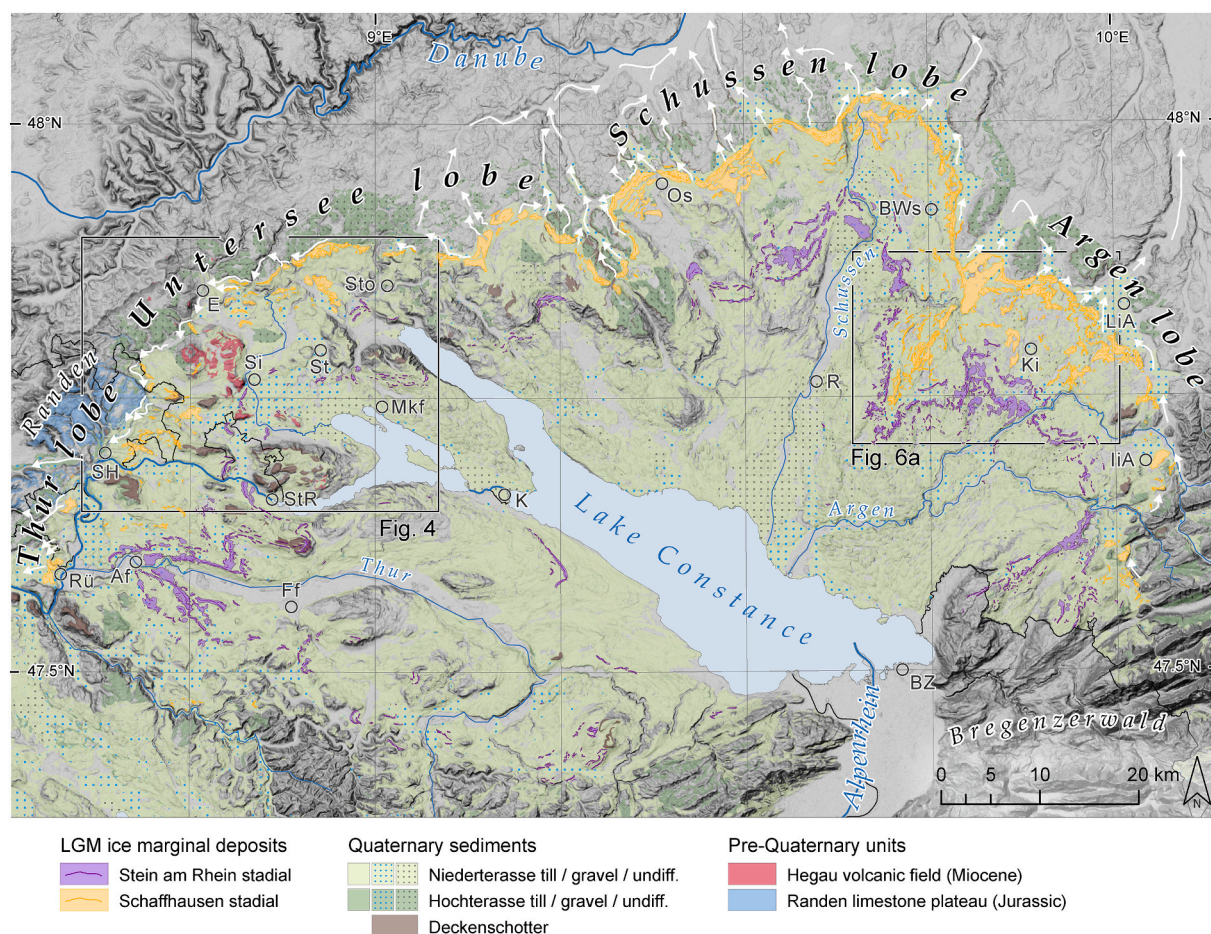 9°E
10°E
Danube
48°N
48°N
Schussen lobe
Untersee lobe
Argen lobe
Thur lobe
Randen
Os
BWs
Sto
E
LiA
Schussen
Si
St
Ki
R
Mkf
SH
Fig. 6a
IiA
StR
K
Fig. 4
Argen
Lake Constance
Rü
Af
Thur
Ff
47.5°N
47.5°N
BZ
Alpenrhein
Bregenzerwald
0 5 10 20 km
N
LGM ice marginal deposits
Stein am Rhein stadial
Schaffhausen stadial
Quaternary sediments
Niederterasse till / gravel / undiff.
Hochterasse till / gravel / undiff.
Deckenschotter
Pre-Quaternary units
Hegau volcanic field (Miocene)
Randen limestone plateau (Jurassic)